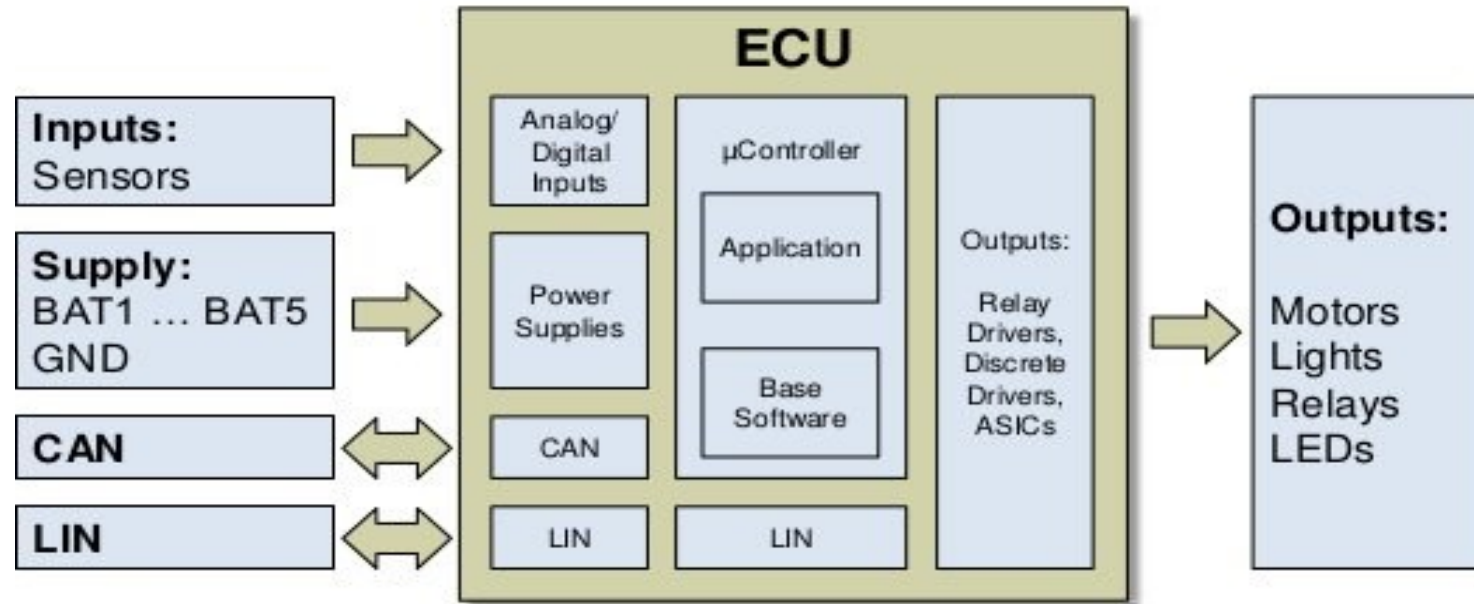 ECU
Inputs:
Sensors
Supply:
BAT1 ... BAT5
GND
CAN
LIN
Analog/
Digital
Inputs
Power
Supplies
CAN
LIN
µController
Application
Base
Software
LIN
Outputs:
Relay
Drivers,
Discrete
Drivers,
ASICs
Outputs:
Motors
Lights
Relays
LEDs